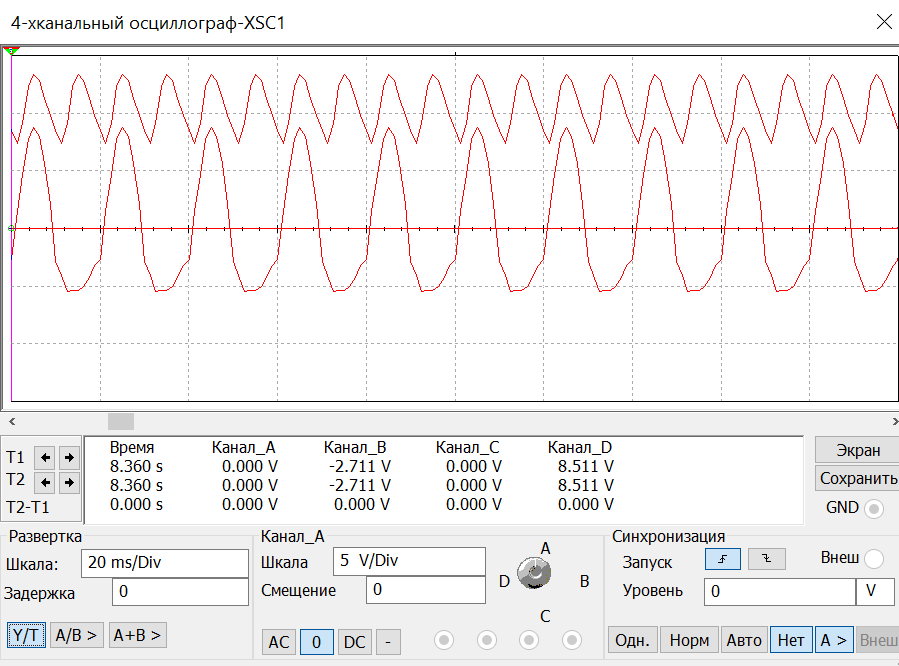 4-хканальный осциллограф-XSC1
Время Канал_A Канал_B Канал_C Канал_D
T1 8.360 s 0.000 V -2.711 V 0.000 V 8.511 V
T2 8.360 s 0.000 V -2.711 V 0.000 V 8.511 V
T2-T1 0.000 s 0.000 V 0.000 V 0.000 V 0.000 V
Экран
Сохранить
GND
Развертка
Шкала: 20 ms/Div
Задержка 0
Y/T A/B > A+B >
Канал_A
Шкала 5 V/Div
Смещение 0
AC 0 DC -
A
D B
C
Синхронизация
Запуск Внеш
Уровень 0 V
Одн. Норм Авто Нет A > Внеш